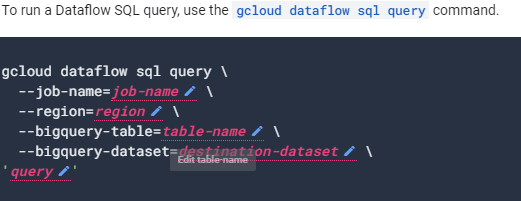 To run a Dataflow SQL query, use the gcloud dataflow sql query command.
gcloud dataflow sql query \
--job-name=job-name \
--region=region \
--bigquery-table=table-name \
--bigquery-dataset=destination-dataset \
Edit table-name
'query'